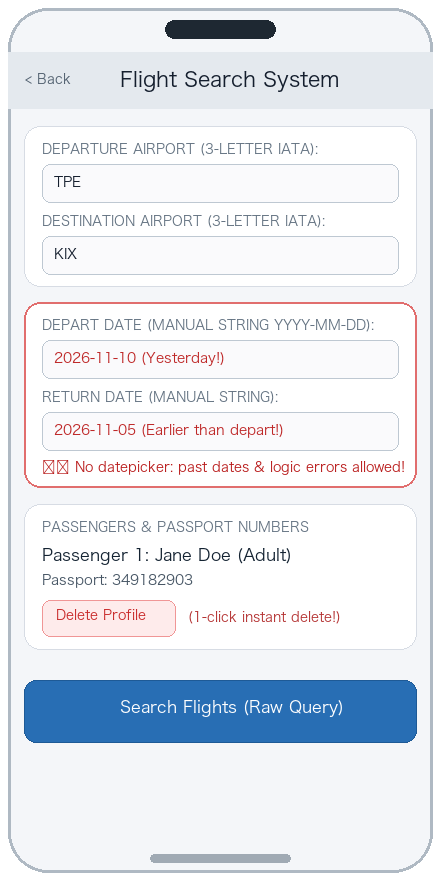 < Back
Flight Search System
DEPARTURE AIRPORT (3-LETTER IATA):
TPE
DESTINATION AIRPORT (3-LETTER IATA):
KIX
DEPART DATE (MANUAL STRING YYYY-MM-DD):
2026-11-10 (Yesterday!)
RETURN DATE (MANUAL STRING):
2026-11-05 (Earlier than depart!)
No datepicker: past dates & logic errors allowed!
PASSENGERS & PASSPORT NUMBERS
Passenger 1: Jane Doe (Adult)
Passport: 349182903
Delete Profile
(1-click instant delete!)
Search Flights (Raw Query)